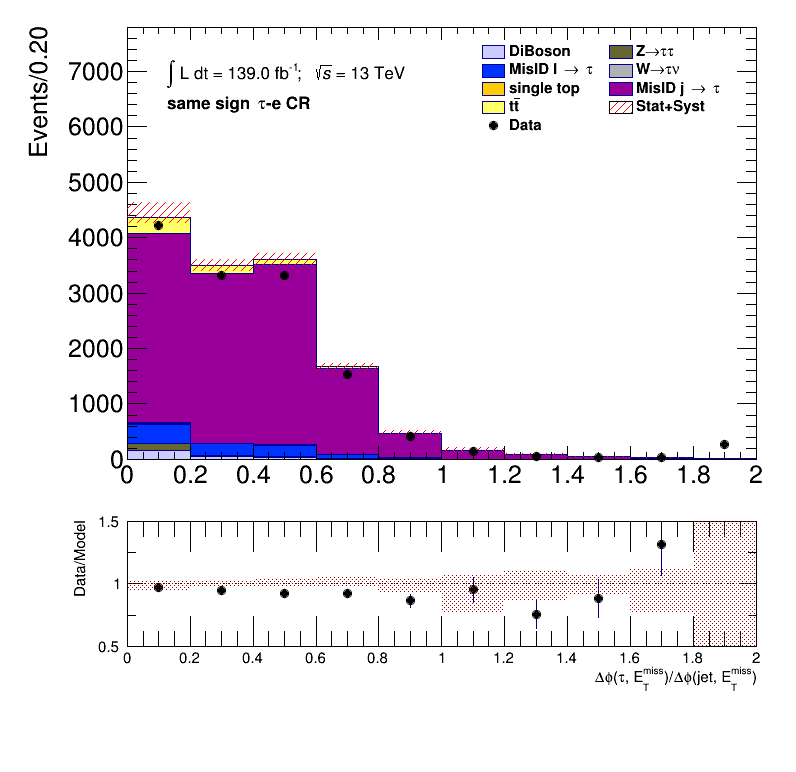 Events/0.20
7000
6000
5000
4000
3000
2000
1000
0
∫ L dt = 139.0 fb⁻¹; √s = 13 TeV
same sign τ-e CR
DiBoson
MisID l → τ
single top
tt̄
Data
Z→ττ
W→τν
MisID j → τ
Stat+Syst
0 0.2 0.4 0.6 0.8 1 1.2 1.4 1.6 1.8 2
Data/Model
1.5
1
0.5
0 0.2 0.4 0.6 0.8 1 1.2 1.4 1.6 1.8 2
Δϕ(τ, E_T^miss)/Δϕ(jet, E_T^miss)